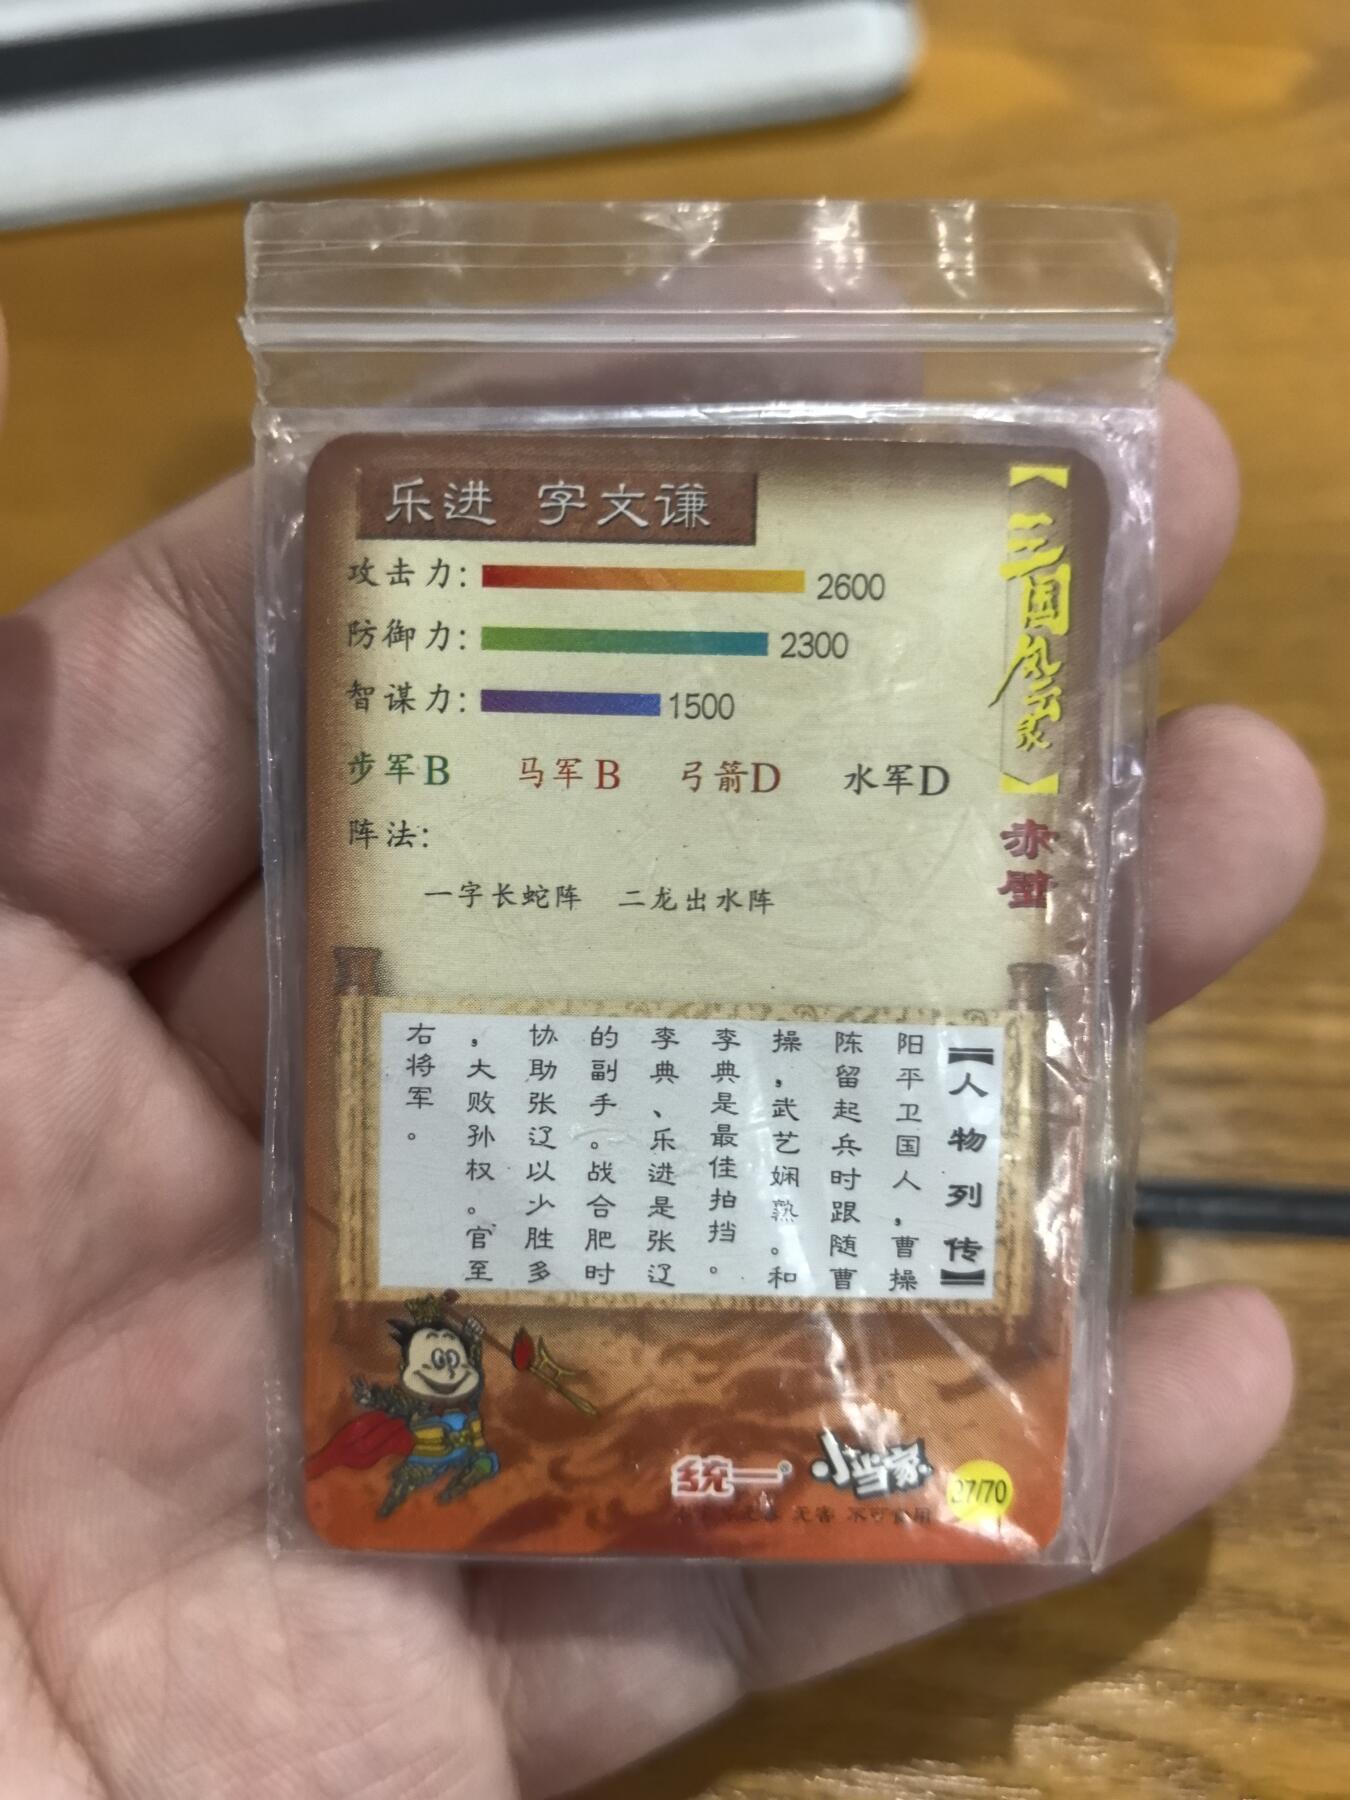 乐进 字文谦
攻击力：2600
防御力：2300
智谋力：1500
步军B 马军B 弓箭D 水军D
阵法：
一字长蛇阵 二龙出水阵
【三国风云录】
赤壁
【人物列传】
阳平卫国人，曹操
陈留起兵时跟随曹
操，武艺娴熟。和
李典是最佳拍挡。
李典、乐进是张辽
的副手。战合肥时
协助张辽以少胜多
，大败孙权。官至
右将军。
统一® 小当家
27/70
无害 不可食用